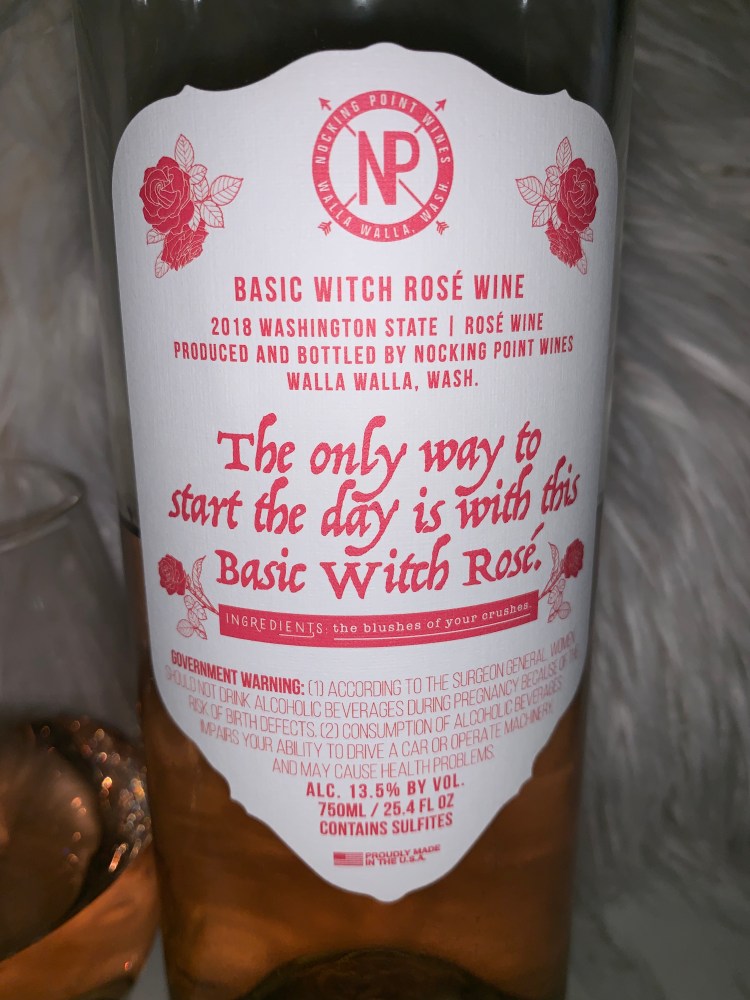 NOCKING POINT WINES
NP
WALLA WALLA, WASH.
BASIC WITCH ROSÉ WINE
2018 WASHINGTON STATE | ROSÉ WINE
PRODUCED AND BOTTLED BY NOCKING POINT WINES
WALLA WALLA, WASH.
The only way to
start the day is with this
Basic Witch Rosé.
INGREDIENTS: the blushes of your crushes.
GOVERNMENT WARNING: (1) ACCORDING TO THE SURGEON GENERAL, WOMEN
SHOULD NOT DRINK ALCOHOLIC BEVERAGES DURING PREGNANCY BECAUSE OF THE
RISK OF BIRTH DEFECTS. (2) CONSUMPTION OF ALCOHOLIC BEVERAGES
IMPAIRS YOUR ABILITY TO DRIVE A CAR OR OPERATE MACHINERY,
AND MAY CAUSE HEALTH PROBLEMS.
ALC. 13.5% BY VOL.
750ML / 25.4 FL OZ
CONTAINS SULFITES
PROUDLY MADE
IN THE U.S.A.